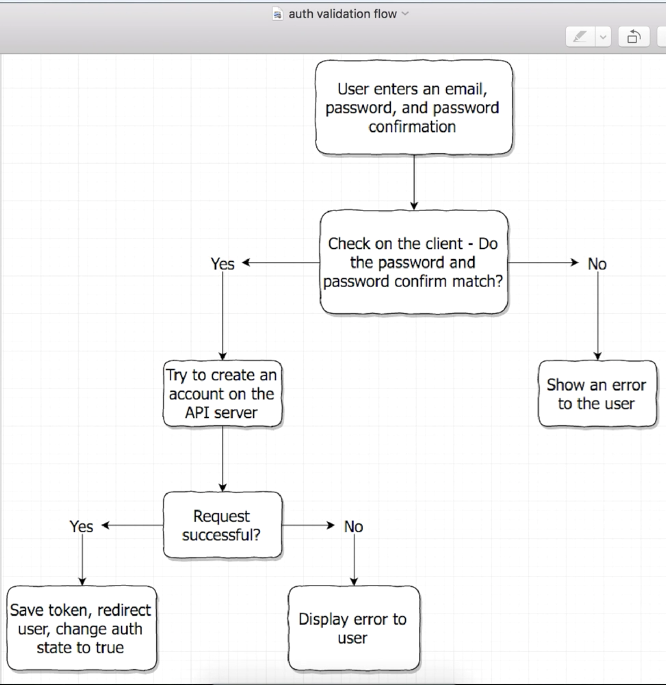 auth validation flow
User enters an email,
password, and password
confirmation
Check on the client - Do
the password and
password confirm match?
Yes
No
Try to create an
account on the
API server
Show an error
to the user
Request
successful?
Yes
No
Save token, redirect
user, change auth
state to true
Display error to
user